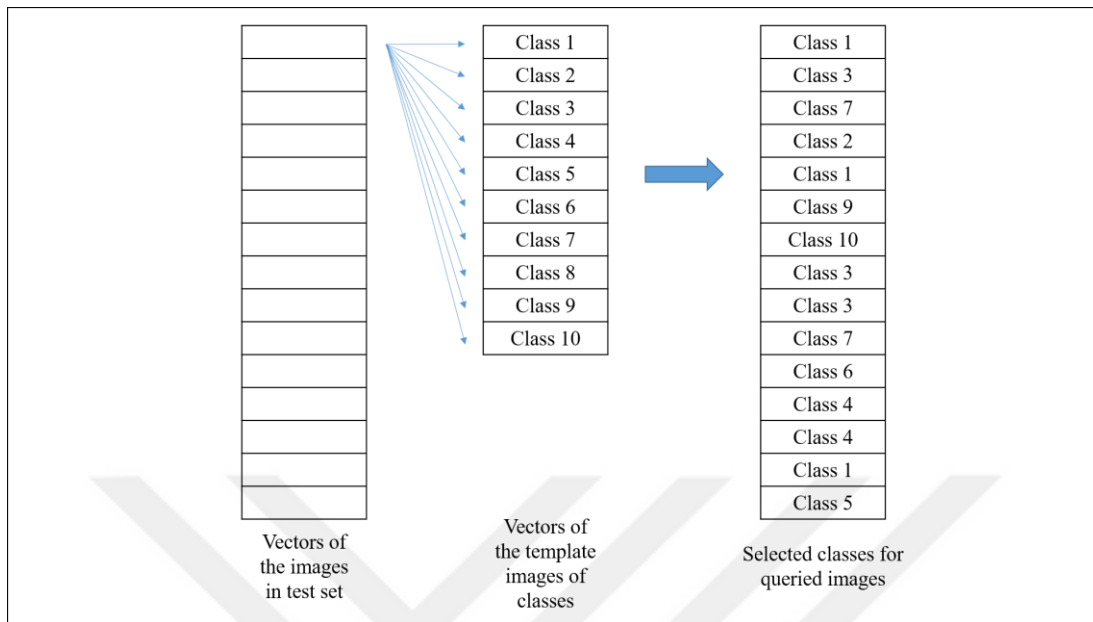 Class 1
Class 2
Class 3
Class 4
Class 5
Class 6
Class 7
Class 8
Class 9
Class 10
Class 1
Class 3
Class 7
Class 2
Class 1
Class 9
Class 10
Class 3
Class 3
Class 7
Class 6
Class 4
Class 4
Class 1
Class 5
Vectors of
the images
in test set
Vectors of
the template
images of
classes
Selected classes for
queried images